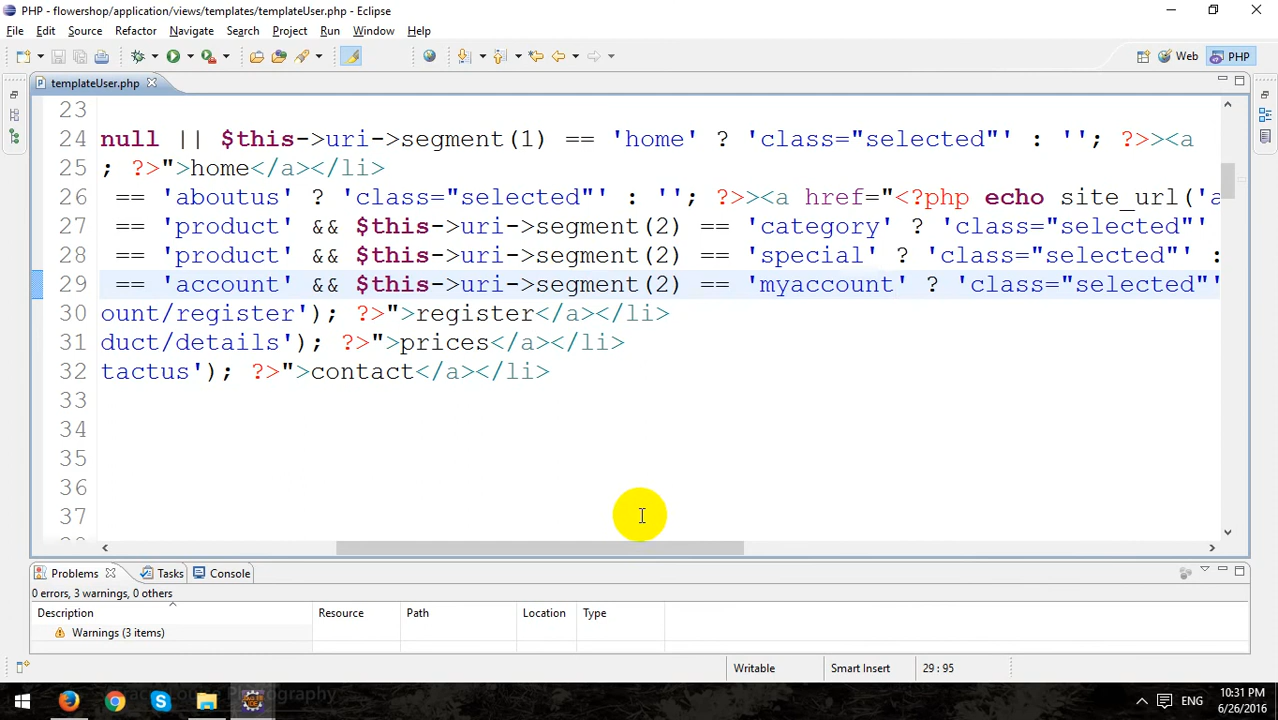 PHP - flowershop/application/views/templates/templateUser.php - Eclipse
File Edit Source Refactor Navigate Search Project Run Window Help
Web PHP
templateUser.php
23
24 null || $this->uri->segment(1) == 'home' ? 'class="selected"' : ''; ?>><a
25 ; ?>">home</a></li>
26 == 'aboutus' ? 'class="selected"' : ''; ?>><a href="<?php echo site_url('a
27 == 'product' && $this->uri->segment(2) == 'category' ? 'class="selected"'
28 == 'product' && $this->uri->segment(2) == 'special' ? 'class="selected"' :
29 == 'account' && $this->uri->segment(2) == 'myaccount' ? 'class="selected"'
30 ount/register'); ?>">register</a></li>
31 duct/details'); ?>">prices</a></li>
32 tactus'); ?>">contact</a></li>
33
34
35
36
37
Problems Tasks Console
0 errors, 3 warnings, 0 others
Description Resource Path Location Type
Warnings (3 items)
Writable Smart Insert 29 : 95
ENG 10:31 PM
6/26/2016